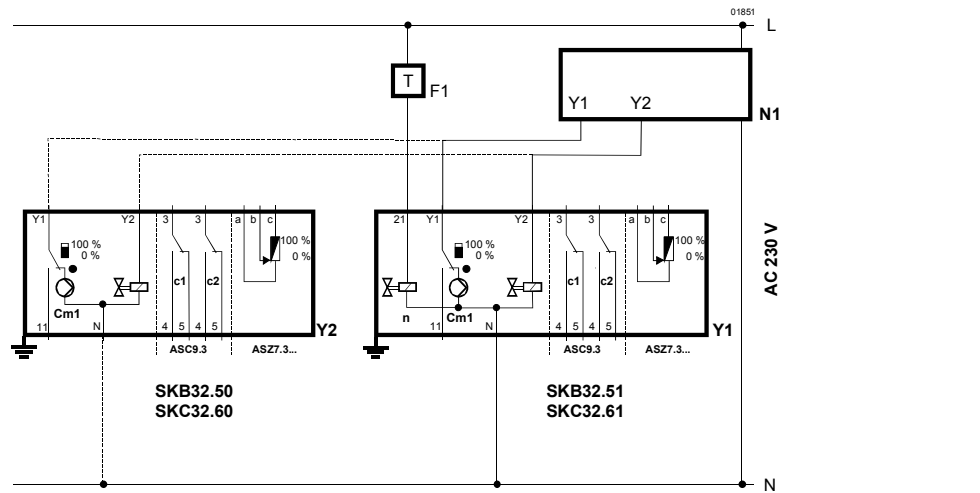 01851
L
T
F1
Y1 Y2
N1
Y1 Y2 3 3 a b c
21 Y1 Y2 3 3 a b c
100 %
0 %
100 %
0 %
100 %
0 %
100 %
0 %
AC 230 V
c1 c2
c1 c2
Cm1
n Cm1
11 N 4 5 4 5
Y2
11 N 4 5 4 5
Y1
ASC9.3 ASZ7.3...
ASC9.3 ASZ7.3...
SKB32.50
SKC32.60
SKB32.51
SKC32.61
N